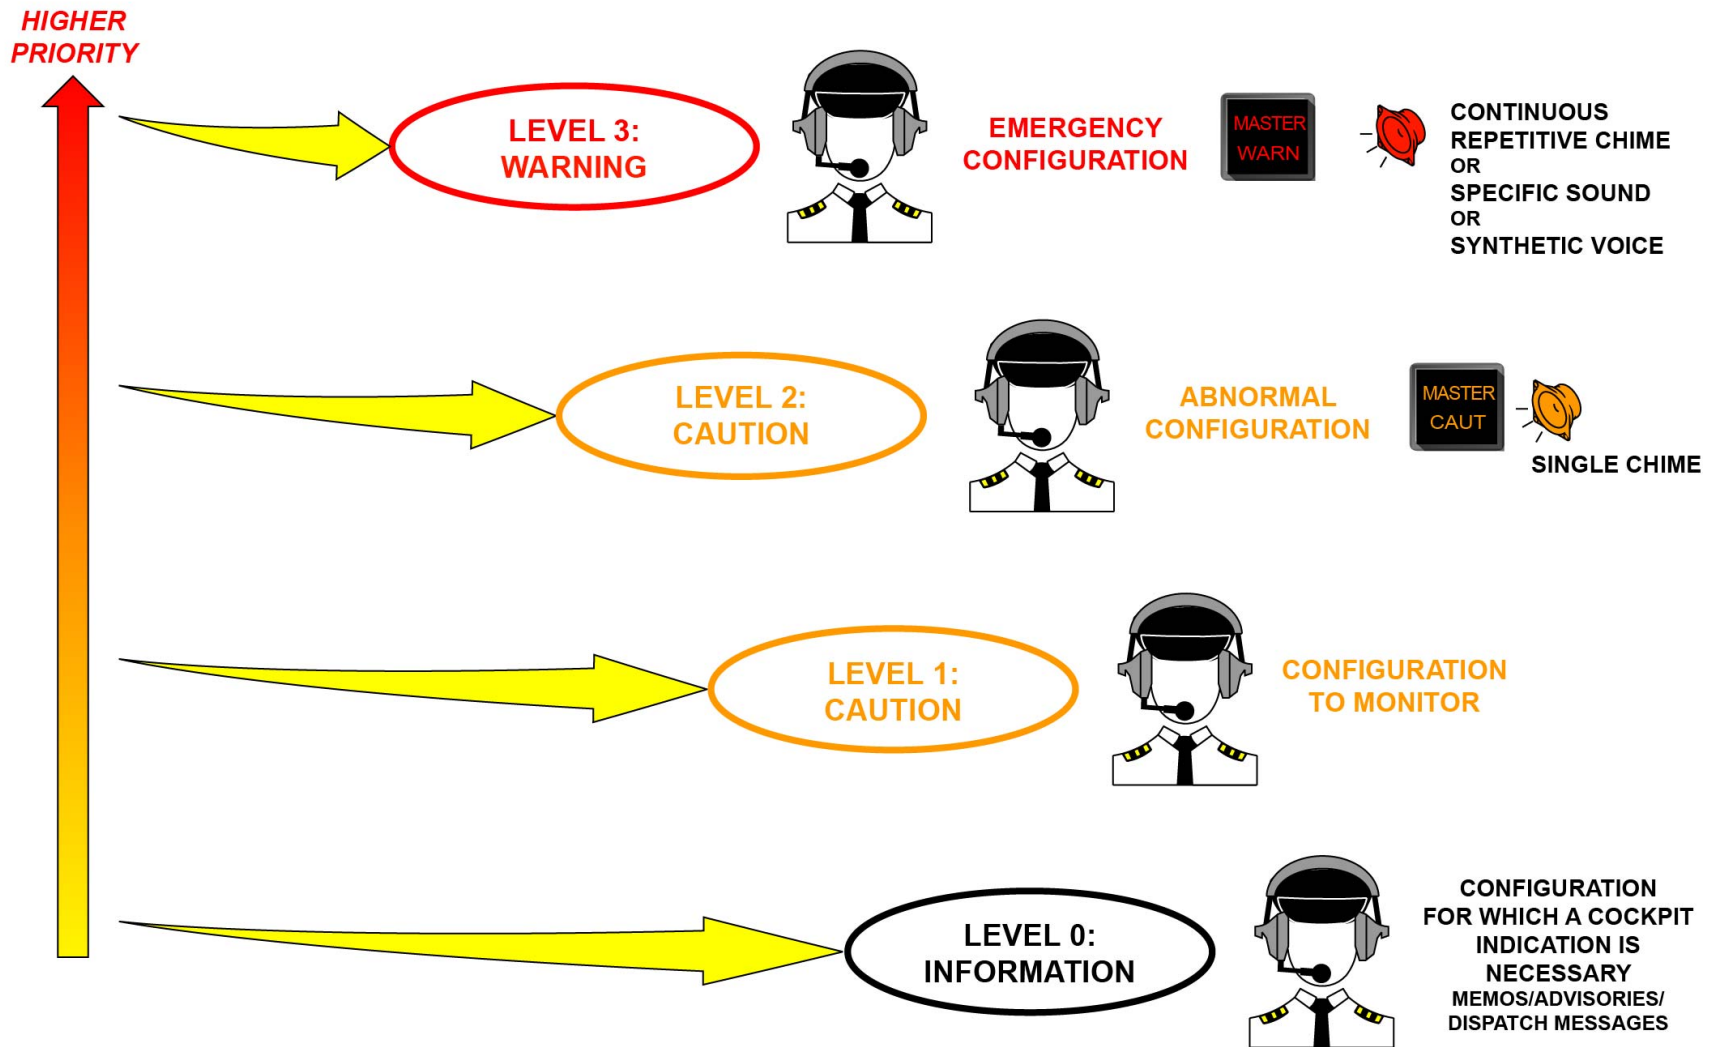 HIGHER
PRIORITY
LEVEL 3:
WARNING
EMERGENCY
CONFIGURATION
MASTER
WARN
CONTINUOUS
REPETITIVE CHIME
OR
SPECIFIC SOUND
OR
SYNTHETIC VOICE
LEVEL 2:
CAUTION
ABNORMAL
CONFIGURATION
MASTER
CAUT
SINGLE CHIME
LEVEL 1:
CAUTION
CONFIGURATION
TO MONITOR
LEVEL 0:
INFORMATION
CONFIGURATION
FOR WHICH A COCKPIT
INDICATION IS
NECESSARY
MEMOS/ADVISORIES/
DISPATCH MESSAGES